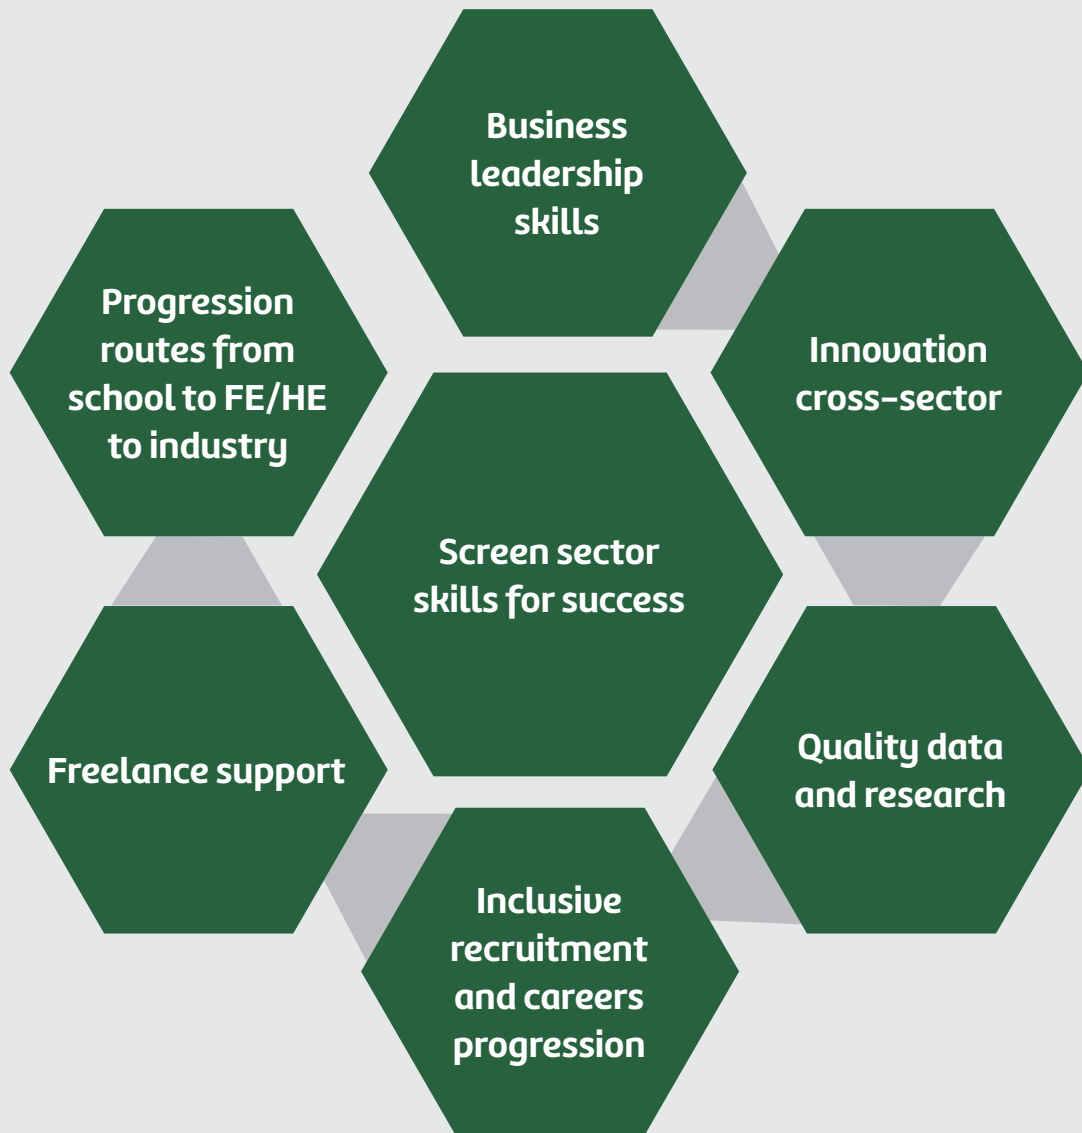 Business
leadership
skills
Progression
routes from
school to FE/HE
to industry
Innovation
cross-sector
Screen sector
skills for success
Freelance support
Quality data
and research
Inclusive
recruitment
and careers
progression